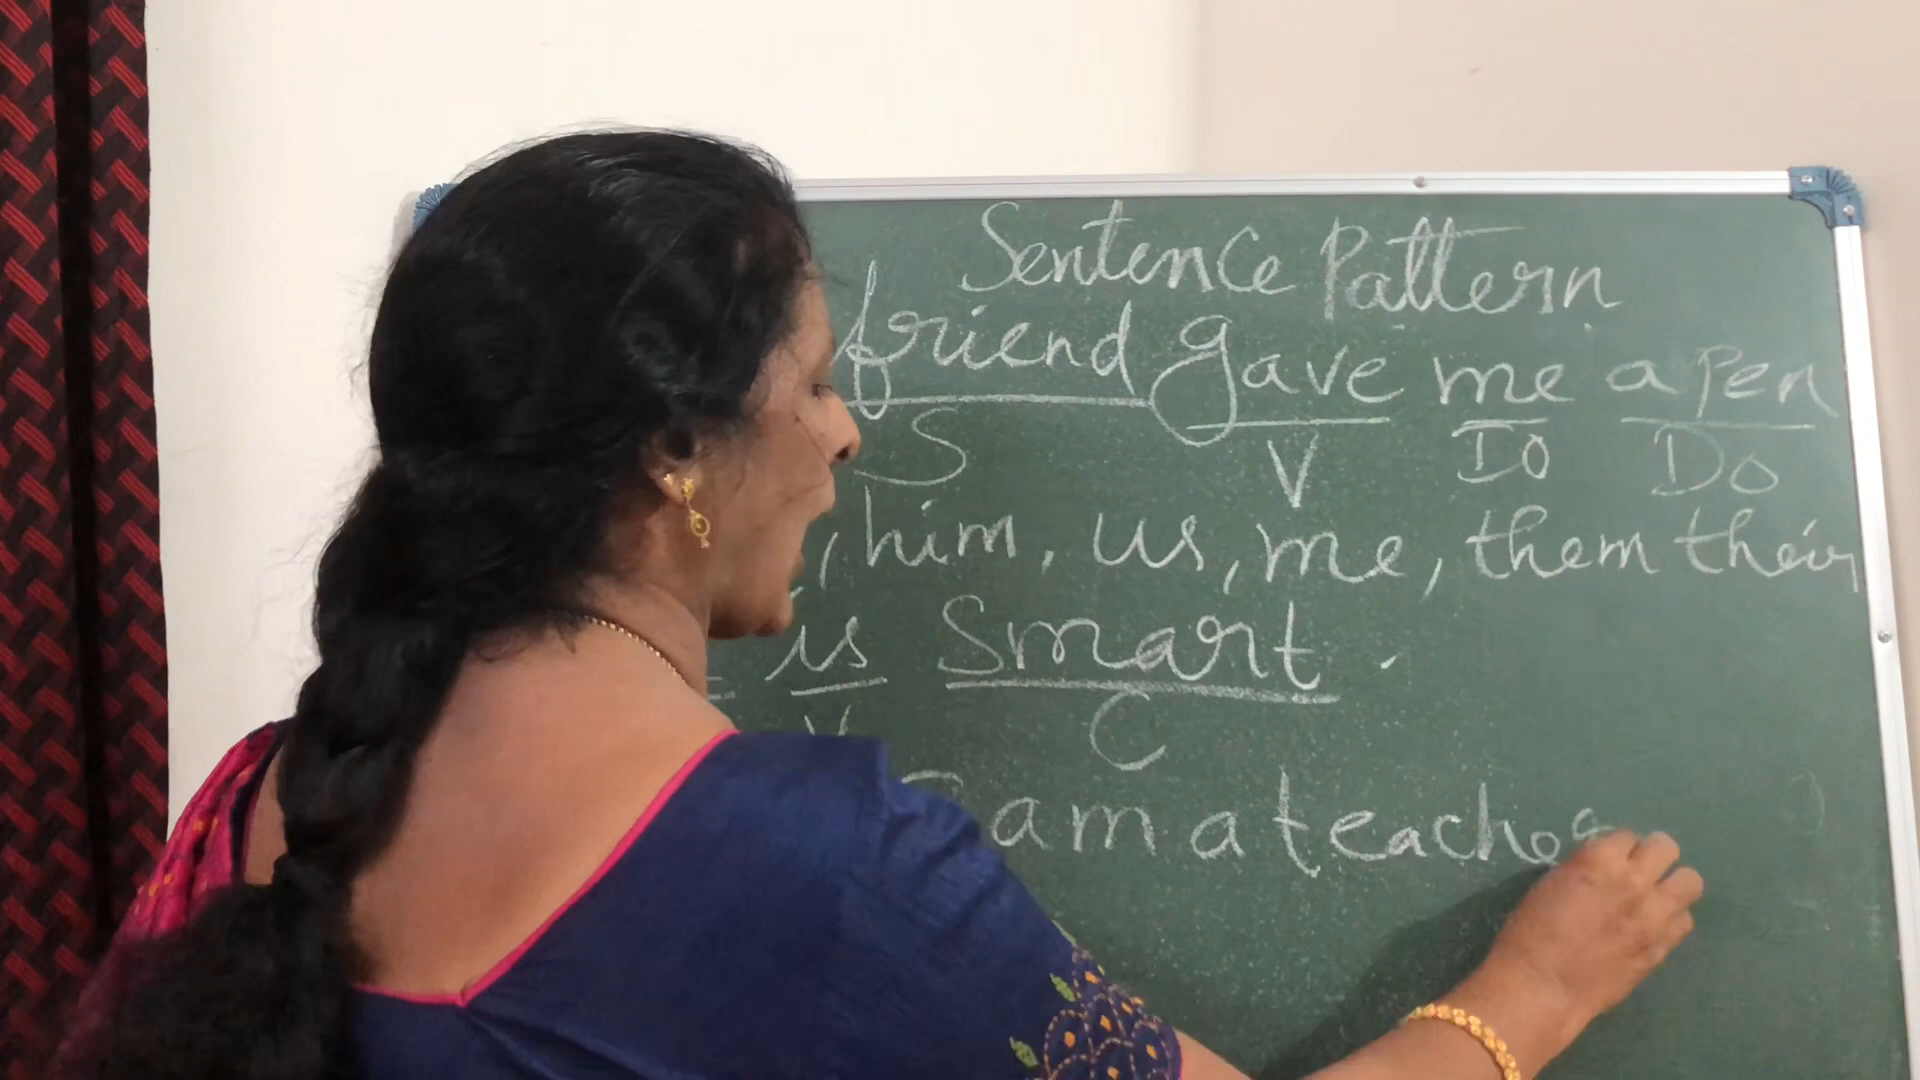 Sentence Pattern
friend gave me a pen
S V IO DO
, him, us, me, them their
is Smart.
V C
I am a teacher